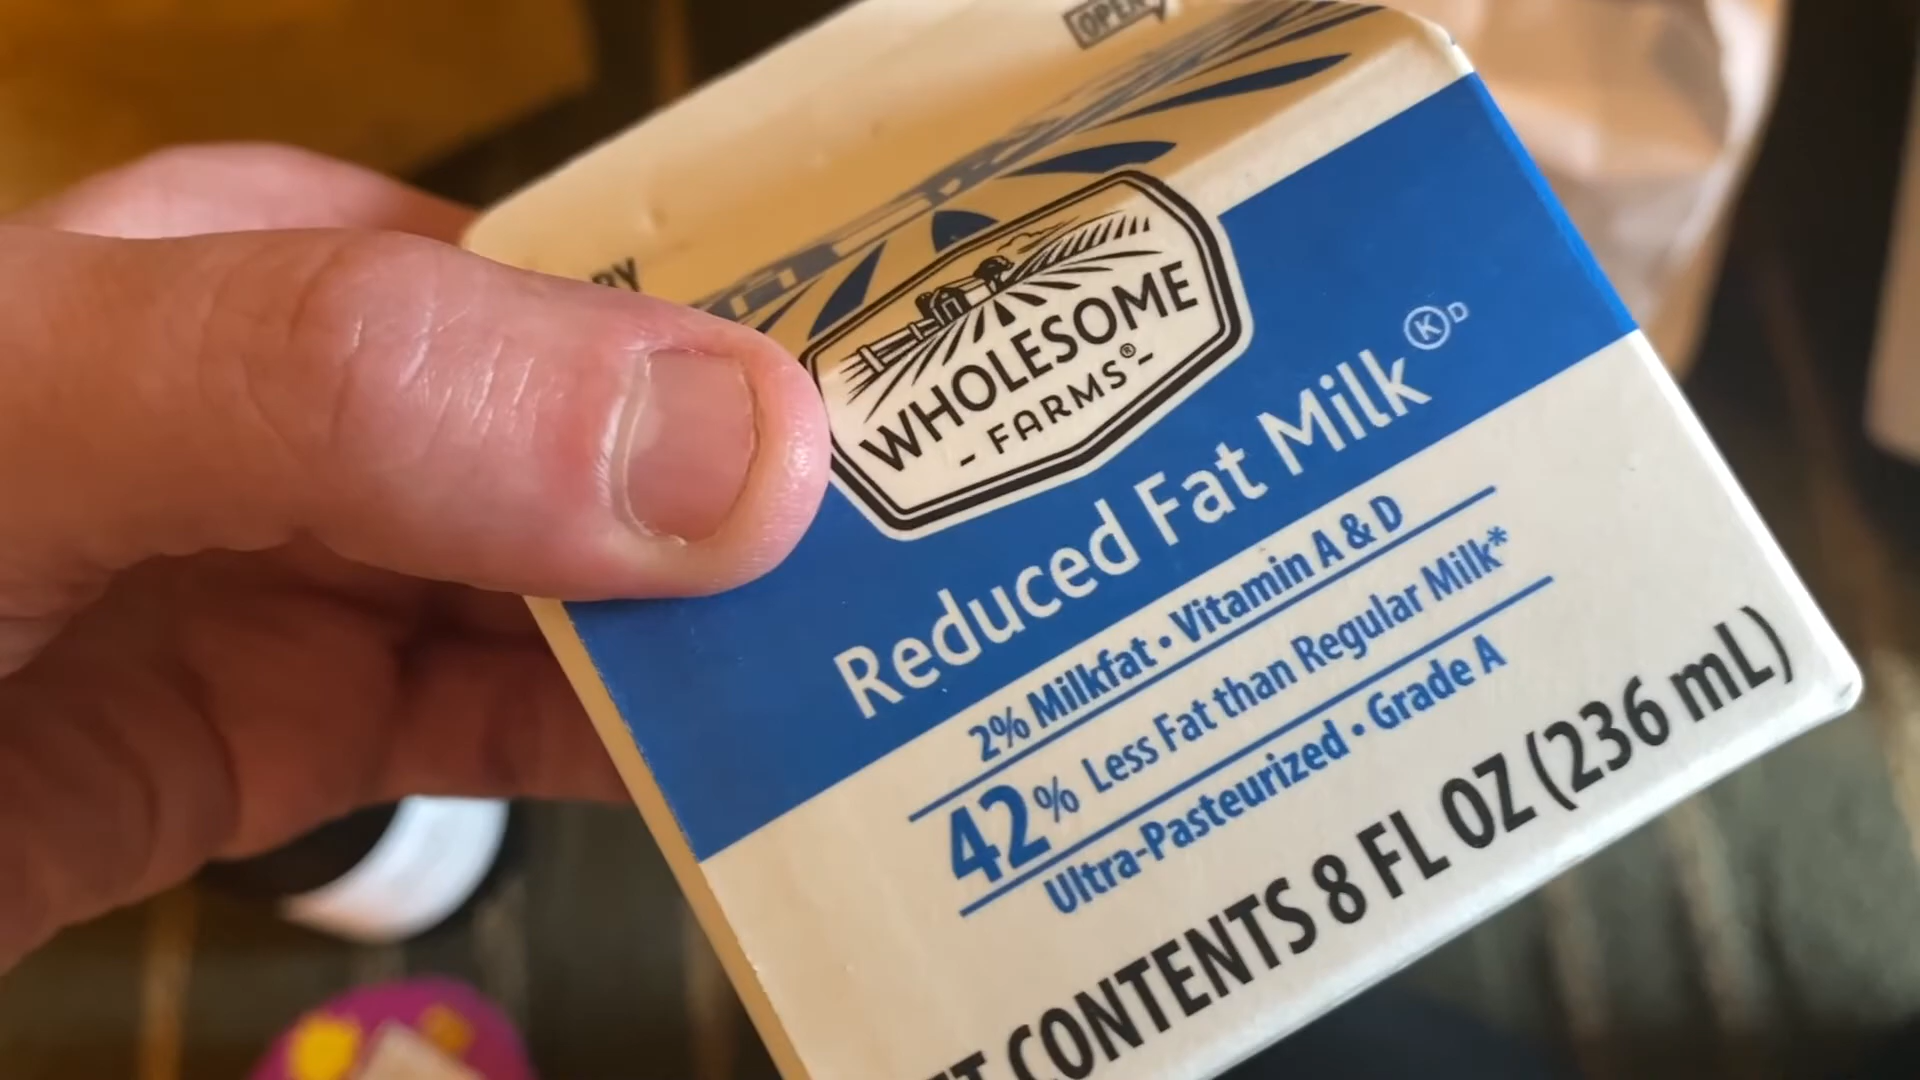 OPEN
WHOLESOME
- FARMS®-
Reduced Fat Milk Ⓚ D
2% Milkfat • Vitamin A & D
42% Less Fat than Regular Milk*
Ultra-Pasteurized • Grade A
CONTENTS 8 FL OZ (236 mL)